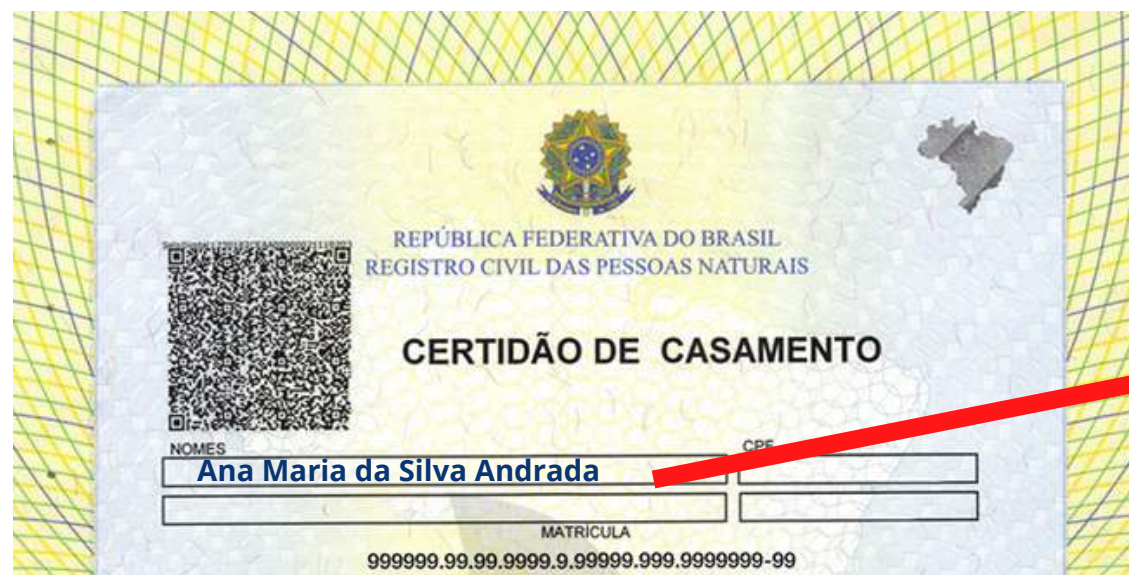 REPÚBLICA FEDERATIVA DO BRASIL
REGISTRO CIVIL DAS PESSOAS NATURAIS
CERTIDÃO DE CASAMENTO
NOMES
CPF
Ana Maria da Silva Andrada
MATRÍCULA
999999.99.99.9999.9.99999.999.9999999-99